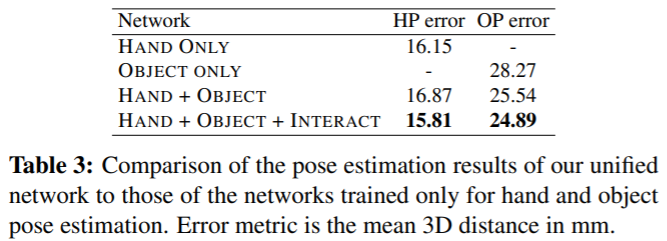 Network HP error OP error
HAND ONLY 16.15 -
OBJECT ONLY - 28.27
HAND + OBJECT 16.87 25.54
HAND + OBJECT + INTERACT 15.81 24.89
Table 3: Comparison of the pose estimation results of our unified
network to those of the networks trained only for hand and object
pose estimation. Error metric is the mean 3D distance in mm.